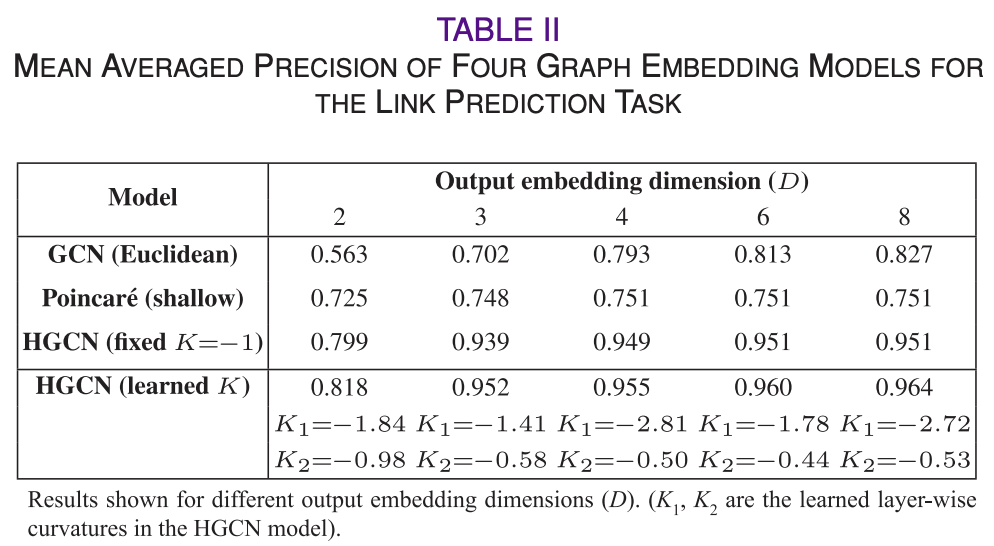 TABLE II
MEAN AVERAGED PRECISION OF FOUR GRAPH EMBEDDING MODELS FOR
THE LINK PREDICTION TASK
Model Output embedding dimension (D)
2 3 4 6 8
GCN (Euclidean) 0.563 0.702 0.793 0.813 0.827
Poincaré (shallow) 0.725 0.748 0.751 0.751 0.751
HGCN (fixed K=−1) 0.799 0.939 0.949 0.951 0.951
HGCN (learned K) 0.818 0.952 0.955 0.960 0.964
K₁=−1.84 K₁=−1.41 K₁=−2.81 K₁=−1.78 K₁=−2.72
K₂=−0.98 K₂=−0.58 K₂=−0.50 K₂=−0.44 K₂=−0.53
Results shown for different output embedding dimensions (D). (K₁, K₂ are the learned layer-wise
curvatures in the HGCN model).